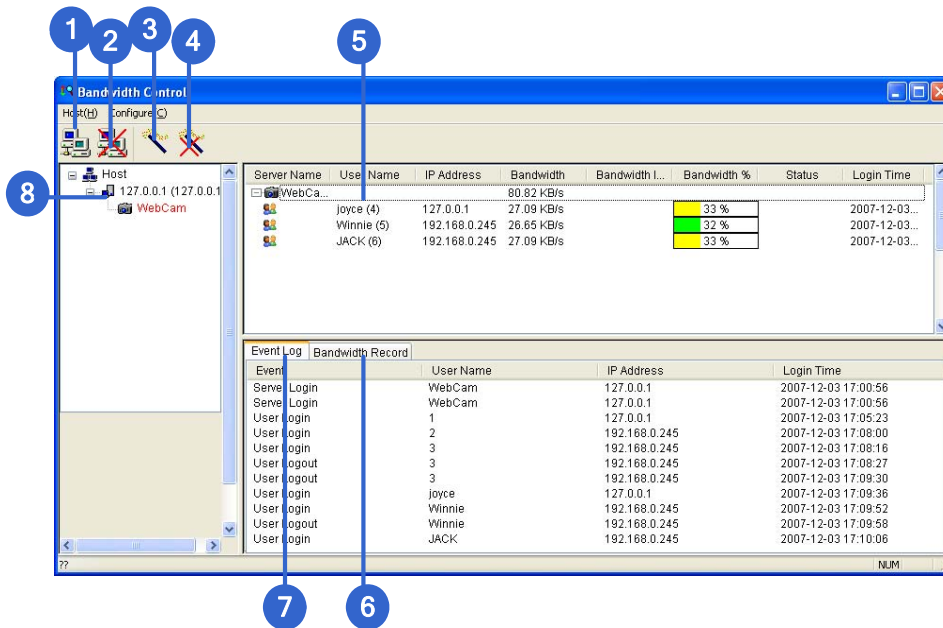 1
2
3
4
5
Bandwidth Control
Host(H) Configure(C)
8
Host
127.0.0.1 (127.0.0.1
WebCam
Server Name User Name IP Address Bandwidth Bandwidth l... Bandwidth % Status Login Time
WebCa... 80.82 KB/s
joyce (4) 127.0.0.1 27.09 KB/s 33 % 2007-12-03...
Winnie (5) 192.168.0.245 26.65 KB/s 32 % 2007-12-03...
JACK (6) 192.168.0.245 27.09 KB/s 33 % 2007-12-03...
Event Log Bandwidth Record
Event User Name IP Address Login Time
Server Login WebCam 127.0.0.1 2007-12-03 17:00:56
Server Login WebCam 127.0.0.1 2007-12-03 17:00:56
User Login 1 127.0.0.1 2007-12-03 17:05:23
User Login 2 192.168.0.245 2007-12-03 17:08:00
User Login 3 192.168.0.245 2007-12-03 17:08:16
User Logout 3 192.168.0.245 2007-12-03 17:08:27
User Logout 3 192.168.0.245 2007-12-03 17:09:30
User Login joyce 127.0.0.1 2007-12-03 17:09:36
User Login Winnie 192.168.0.245 2007-12-03 17:09:52
User Logout Winnie 192.168.0.245 2007-12-03 17:09:58
User Login JACK 192.168.0.245 2007-12-03 17:10:06
?? NUM
7
6